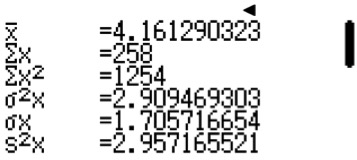 x̄ =4.161290323
Σx =258
Σx² =1254
σ²x =2.909469303
σx =1.705716654
s²x =2.957165521